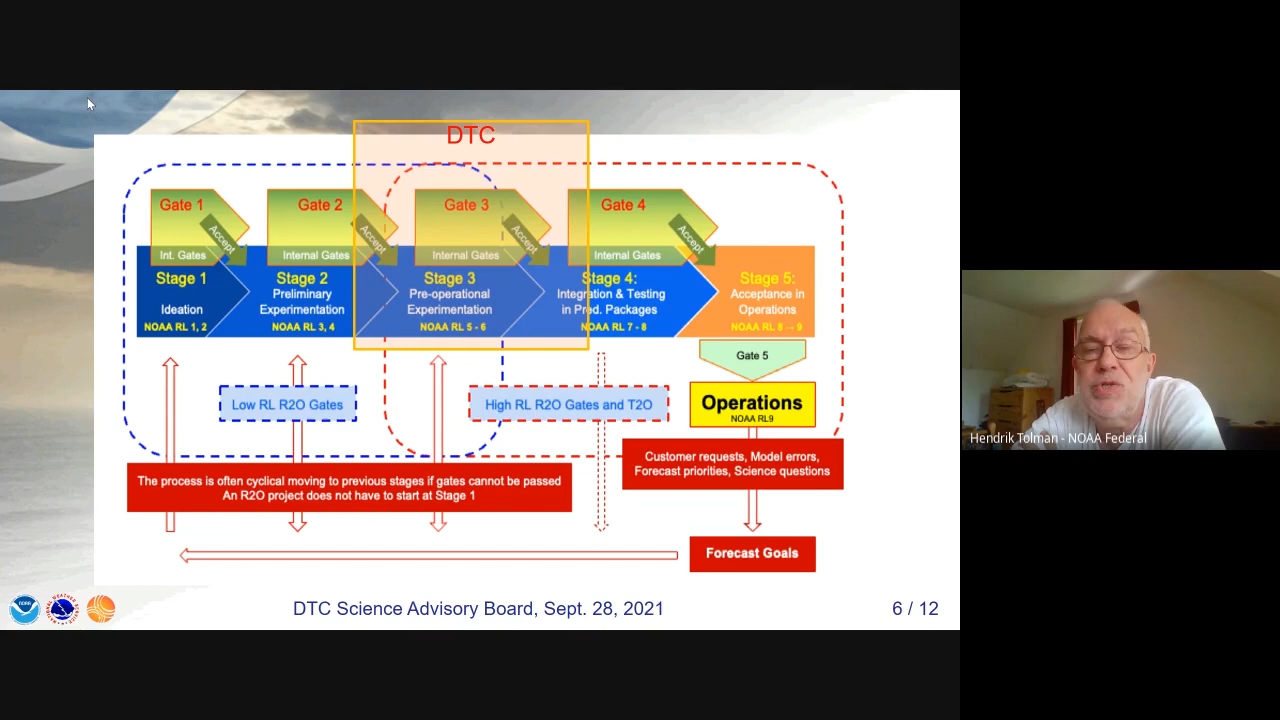 DTC
Gate 1
Gate 2
Gate 3
Gate 4
Accept
Accept
Accept
Accept
Int. Gates
Internal Gates
Internal Gates
Internal Gates
Stage 1
Ideation
NOAA RL 1, 2
Stage 2
Preliminary
Experimentation
NOAA RL 3, 4
Stage 3
Pre-operational
Experimentation
NOAA RL 5 - 6
Stage 4:
Integration & Testing
in Pred. Packages
NOAA RL 7 - 8
Stage 5:
Acceptance in
Operations
NOAA RL 8 → 9
Gate 5
Low RL R2O Gates
High RL R2O Gates and T2O
Operations
NOAA RL9
Customer requests, Model errors,
Forecast priorities, Science questions
The process is often cyclical moving to previous stages if gates cannot be passed
An R2O project does not have to start at Stage 1
Forecast Goals
DTC Science Advisory Board, Sept. 28, 2021
6 / 12
Hendrik Tolman - NOAA Federal